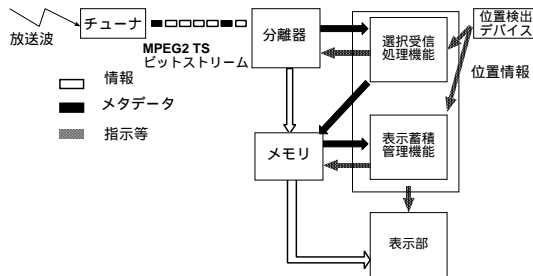 チューナ
放送波
MPEG2 TS
ビットストリーム
分離器
選択受信
処理機能
位置検出
デバイス
位置情報
情報
メタデータ
指示等
メモリ
表示蓄積
管理機能
表示部